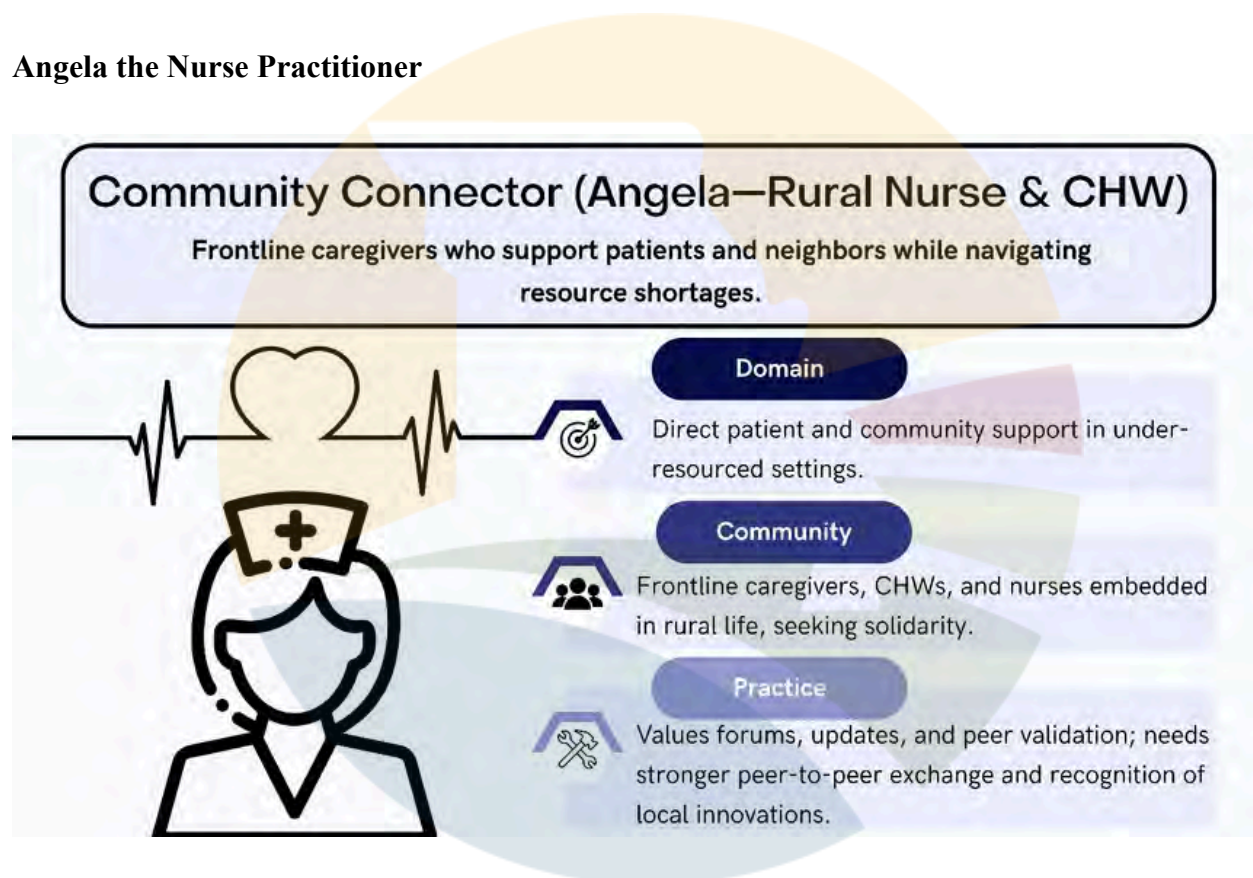 Angela the Nurse Practitioner
Community Connector (Angela—Rural Nurse & CHW)
Frontline caregivers who support patients and neighbors while navigating
resource shortages.
Domain
Direct patient and community support in under-
resourced settings.
Community
Frontline caregivers, CHWs, and nurses embedded
in rural life, seeking solidarity.
Practice
Values forums, updates, and peer validation; needs
stronger peer-to-peer exchange and recognition of
local innovations.